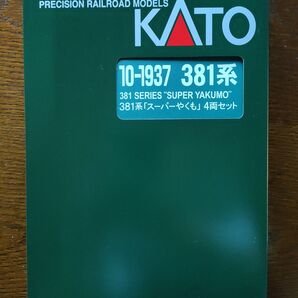 PRECISION RAILROAD MODELS
KATO
10-1937 381系
381 SERIES "SUPER YAKUMO"
381系「スーパーやくも」4両セット